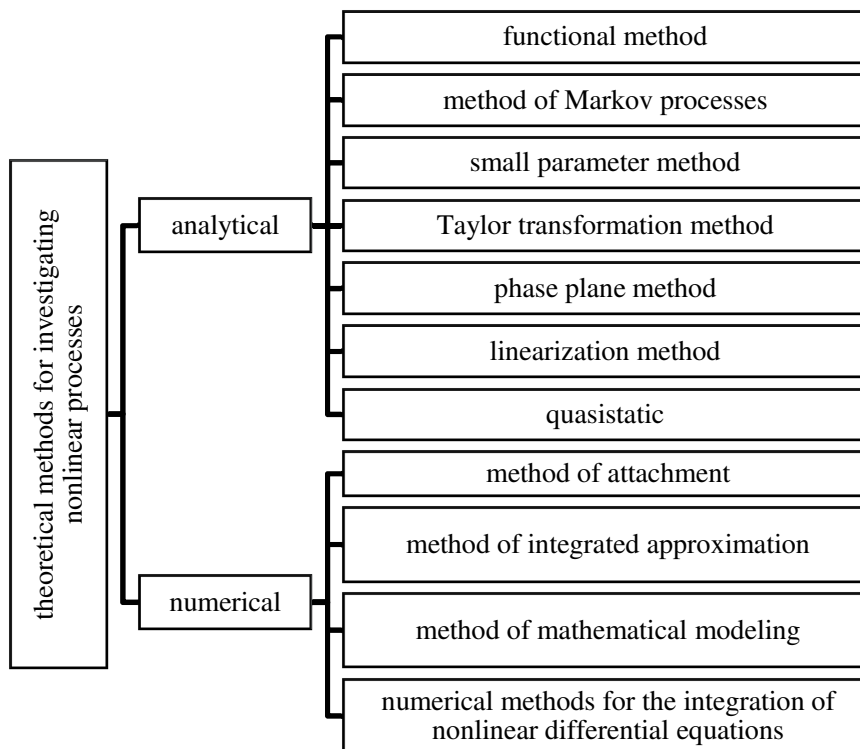 theoretical methods for investigating
nonlinear processes
analytical
functional method
method of Markov processes
small parameter method
Taylor transformation method
phase plane method
linearization method
quasistatic
numerical
method of attachment
method of integrated approximation
method of mathematical modeling
numerical methods for the integration of
nonlinear differential equations